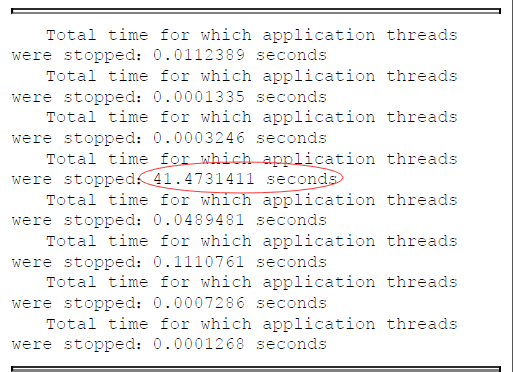 Total time for which application threads
were stopped: 0.0112389 seconds
Total time for which application threads
were stopped: 0.0001335 seconds
Total time for which application threads
were stopped: 0.0003246 seconds
Total time for which application threads
were stopped: 41.4731411 seconds
Total time for which application threads
were stopped: 0.0489481 seconds
Total time for which application threads
were stopped: 0.1110761 seconds
Total time for which application threads
were stopped: 0.0007286 seconds
Total time for which application threads
were stopped: 0.0001268 seconds